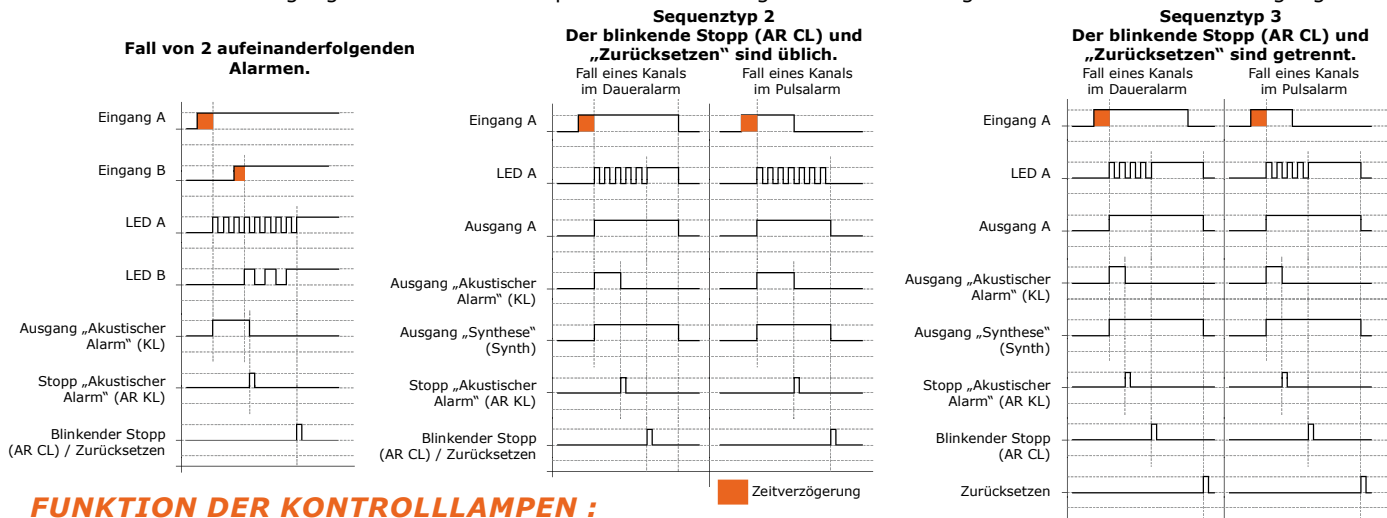 Fall von 2 aufeinanderfolgenden
Alarmen.
Eingang A
Eingang B
LED A
LED B
Ausgang „Akustischer
Alarm“ (KL)
Stopp „Akustischer
Alarm“ (AR KL)
Blinkender Stopp
(AR CL) / Zurücksetzen
Sequenztyp 2
Der blinkende Stopp (AR CL) und
„Zurücksetzen“ sind üblich.
Fall eines Kanals
im Daueralarm
Fall eines Kanals
im Pulsalarm
Eingang A
LED A
Ausgang A
Ausgang „Akustischer
Alarm“ (KL)
Ausgang „Synthese“
(Synth)
Stopp „Akustischer
Alarm“ (AR KL)
Blinkender Stopp
(AR CL) / Zurücksetzen
Zeitverzögerung
Sequenztyp 3
Der blinkende Stopp (AR CL) und
„Zurücksetzen“ sind getrennt.
Fall eines Kanals
im Daueralarm
Fall eines Kanals
im Pulsalarm
Eingang A
LED A
Ausgang A
Ausgang „Akustischer
Alarm“ (KL)
Ausgang „Synthese“
(Synth)
Stopp „Akustischer
Alarm“ (AR KL)
Blinkender Stopp
(AR CL)
Zurücksetzen
FUNKTION DER KONTROLLLAMPEN :